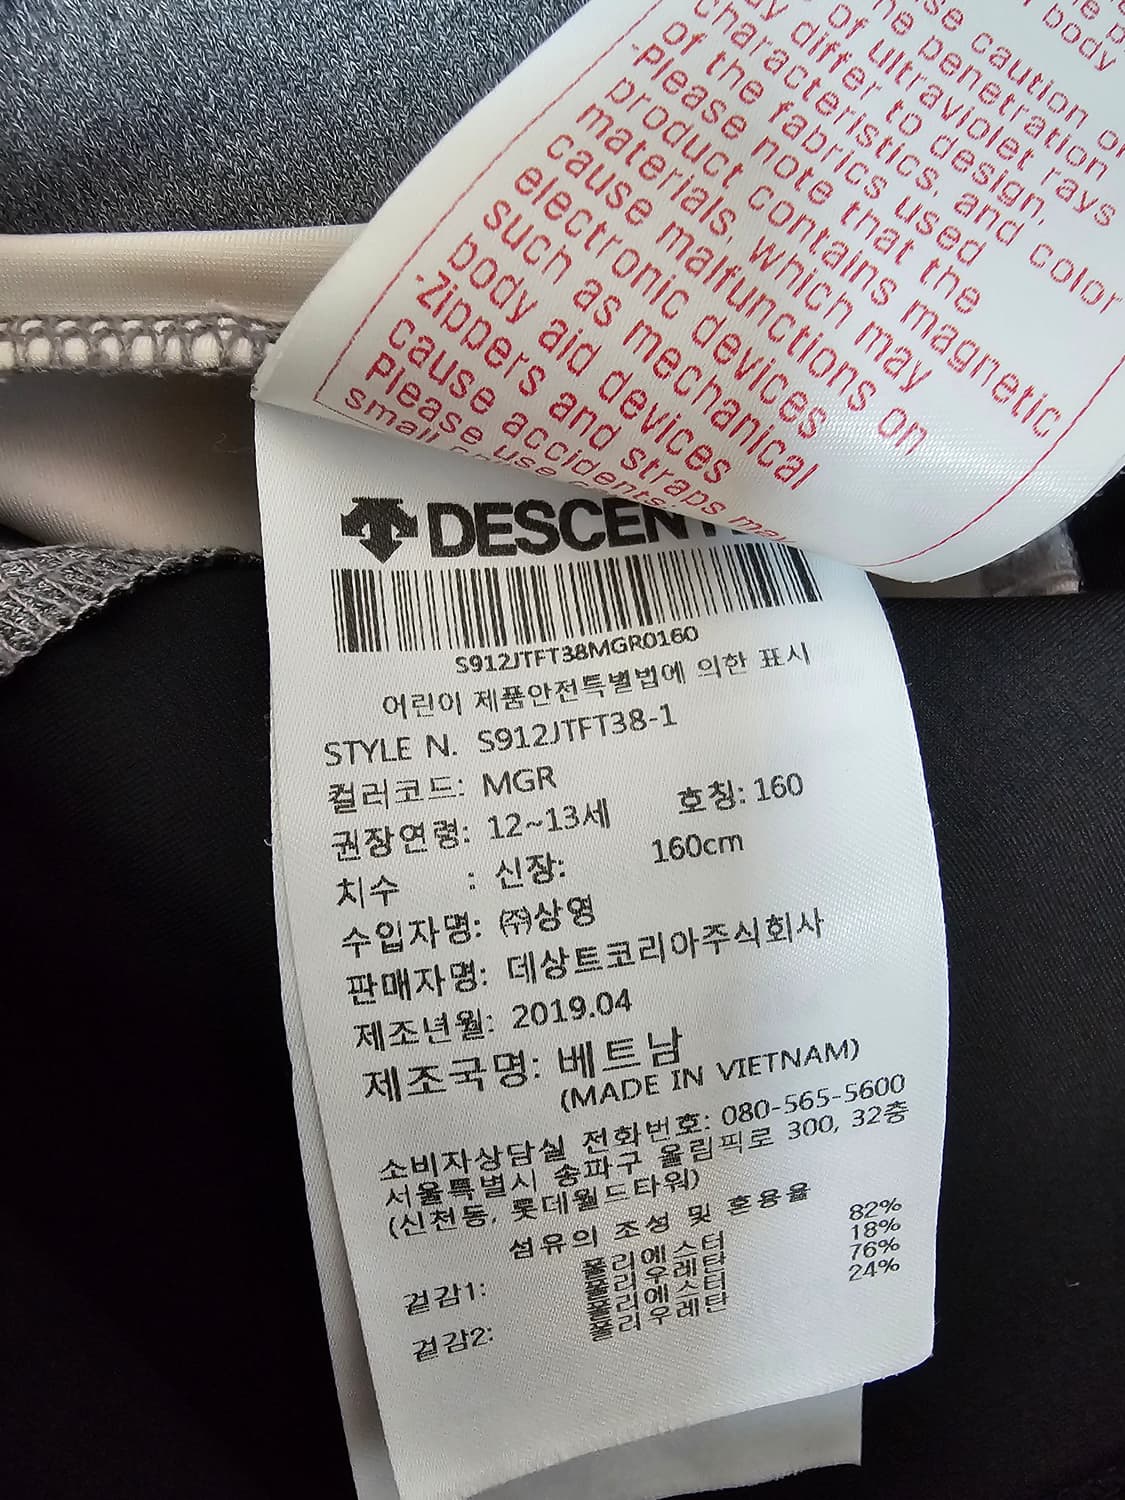 se caution o
he penetration
of ultraviolet rays
ay differ to design,
characteristics, and color
of the fabrics used
-Please note that the
product contains magnetic
materials, which may
cause malfunctions on
electronic devices
such as mechanical
body aid devices
-Zippers and straps may
cause accidents.
Please use
small
DESCENT
S912JTFT38MGR0160
어린이 제품안전특별법에 의한 표시
STYLE N. S912JTFT38-1
컬러코드: MGR
권장연령: 12~13세 호칭: 160
치수 : 신장: 160cm
수입자명: ㈜상영
판매자명: 데상트코리아주식회사
제조년월: 2019.04
제조국명: 베트남
(MADE IN VIETNAM)
소비자상담실 전화번호: 080-565-5600
서울특별시 송파구 올림픽로 300, 32층
(신천동, 롯데월드타워)
섬유의 조성 및 혼용율
겉감1: 폴리에스터 82%
폴리우레탄 18%
겉감2: 폴리에스터 76%
폴리우레탄 24%